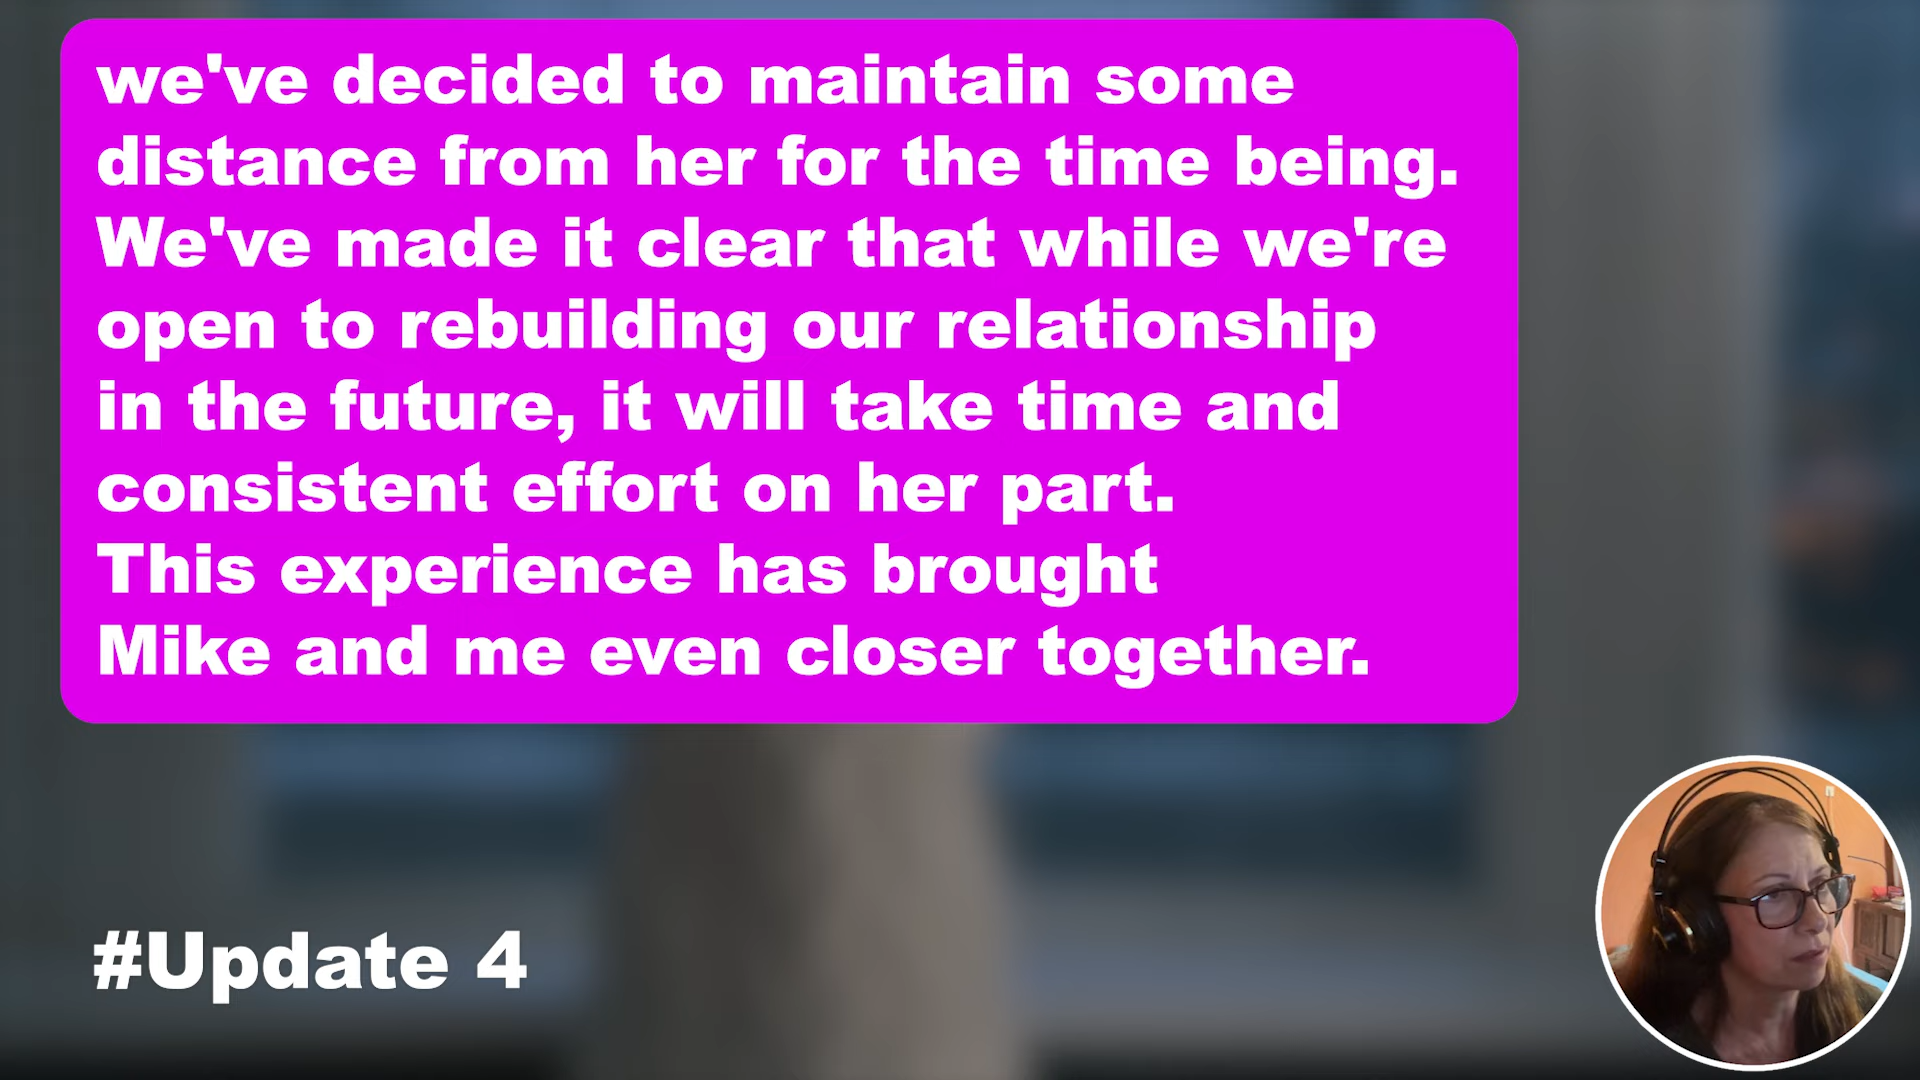 we've decided to maintain some
distance from her for the time being.
We've made it clear that while we're
open to rebuilding our relationship
in the future, it will take time and
consistent effort on her part.
This experience has brought
Mike and me even closer together.
#Update 4